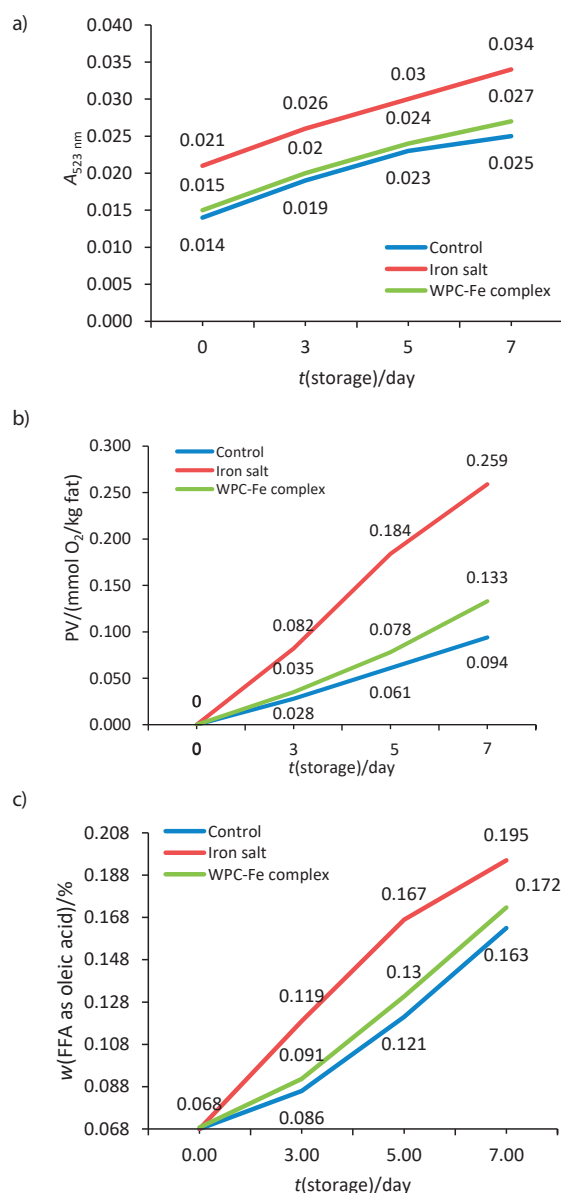 a)
0.040
0.035
0.030
0.025
0.020
0.015
0.010
0.005
0.000
A523 nm
0.034
0.03
0.026
0.021
0.027
0.024
0.02
0.015
0.025
0.023
0.019
0.014
Control
Iron salt
WPC-Fe complex
0 3 5 7
t(storage)/day
b)
0.300
0.250
0.200
0.150
0.100
0.050
0.000
PV/(mmol O2/kg fat)
Control
Iron salt
WPC-Fe complex
0.259
0.184
0.082
0.133
0.078
0.035
0
0.094
0.061
0.028
0
0 3 5 7
t(storage)/day
c)
0.208
0.188
0.168
0.148
0.128
0.108
0.088
0.068
w(FFA as oleic acid)/%
Control
Iron salt
WPC-Fe complex
0.195
0.167
0.119
0.172
0.13
0.091
0.068
0.163
0.121
0.086
0.00 3.00 5.00 7.00
t(storage)/day